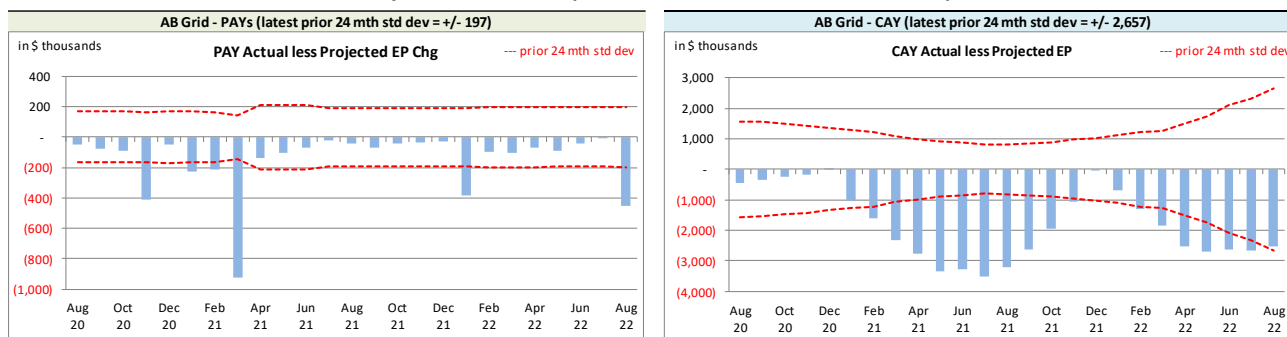 AB Grid - PAYs (latest prior 24 mth std dev = +/- 197)
in $ thousands
PAY Actual less Projected EP Chg
--- prior 24 mth std dev
400
200
-
(200)
(400)
(600)
(800)
(1,000)
Aug Oct Dec Feb Apr Jun Aug Oct Dec Feb Apr Jun Aug
20 20 20 21 21 21 21 21 21 22 22 22 22
AB Grid - CAY (latest prior 24 mth std dev = +/- 2,657)
in $ thousands
CAY Actual less Projected EP
--- prior 24 mth std dev
3,000
2,000
1,000
-
(1,000)
(2,000)
(3,000)
(4,000)
Aug Oct Dec Feb Apr Jun Aug Oct Dec Feb Apr Jun Aug
20 20 20 21 21 21 21 21 21 22 22 22 22